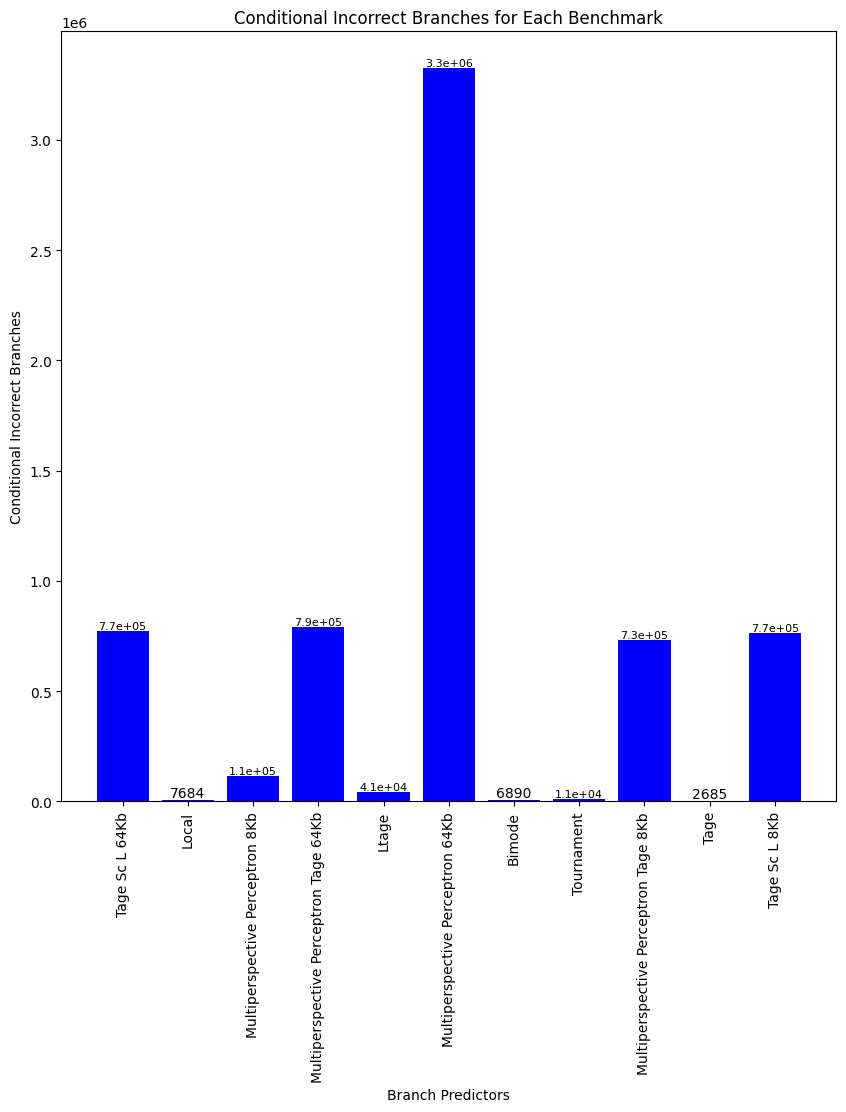 Conditional Incorrect Branches for Each Benchmark
1e6
Conditional Incorrect Branches
3.0
2.5
2.0
1.5
1.0
0.5
0.0
7.7e+05
7684
1.1e+05
7.9e+05
4.1e+04
3.3e+06
6890
1.1e+04
7.3e+05
2685
7.7e+05
Tage Sc L 64Kb
Local
Multiperspective Perceptron 8Kb
Multiperspective Perceptron Tage 64Kb
Ltage
Multiperspective Perceptron 64Kb
Bimode
Tournament
Multiperspective Perceptron Tage 8Kb
Tage
Tage Sc L 8Kb
Branch Predictors